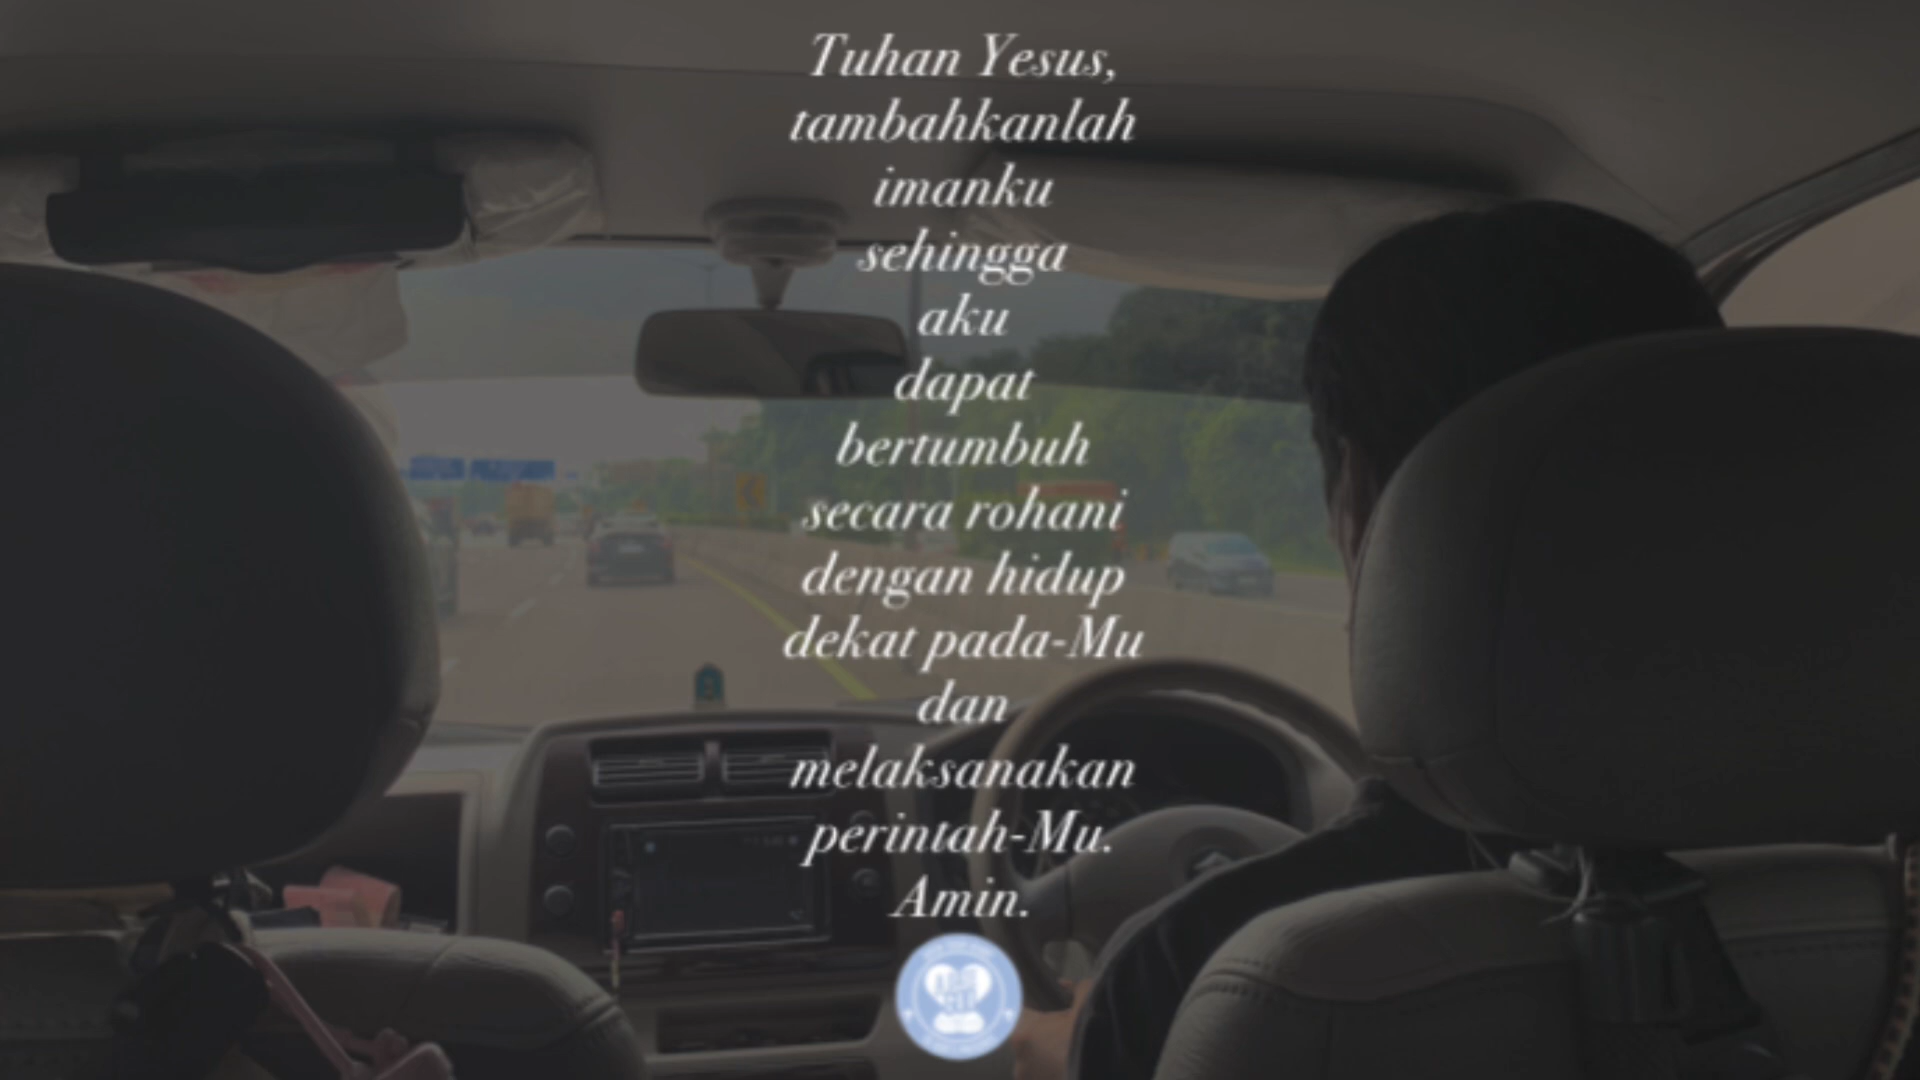 Tuhan Yesus,
tambahkanlah
imanku
sehingga
aku
dapat
bertumbuh
secara rohani
dengan hidup
dekat pada-Mu
dan
melaksanakan
perintah-Mu.
Amin.